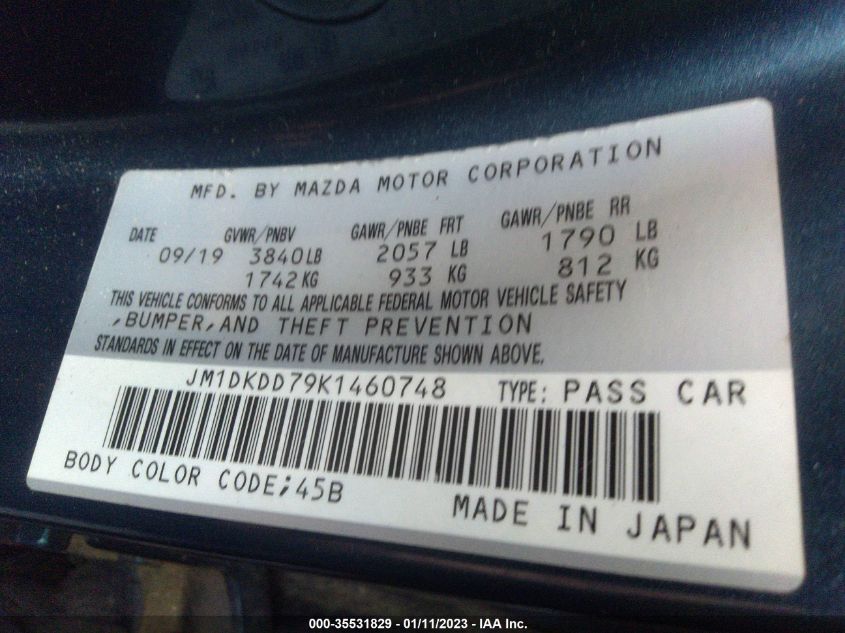 MFD. BY MAZDA MOTOR CORPORATION
DATE GVWR/PNBV GAWR/PNBE FRT GAWR/PNBE RR
09/19 3840LB 2057 LB 1790 LB
1742KG 933 KG 812 KG
THIS VEHICLE CONFORMS TO ALL APPLICABLE FEDERAL MOTOR VEHICLE SAFETY
,BUMPER,AND THEFT PREVENTION
STANDARDS IN EFFECT ON THE DATE OF MANUFACTURE SHOWN ABOVE.
JM1DKDD79K1460748 TYPE: PASS CAR
BODY COLOR CODE;45B
MADE IN JAPAN
000-35531829 - 01/11/2023 - IAA Inc.